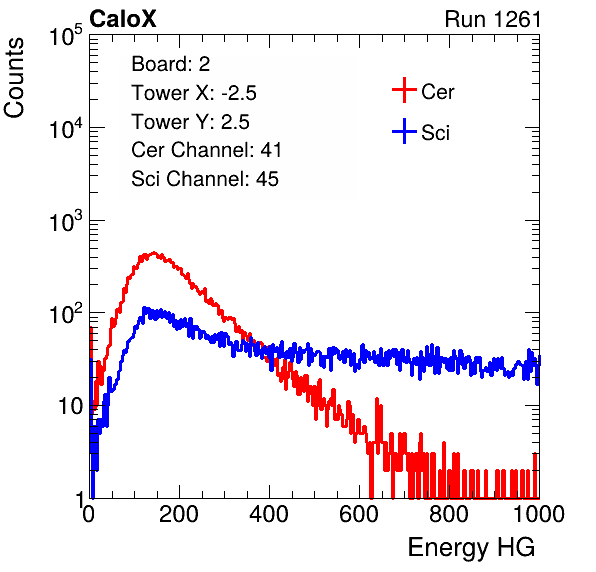 CaloX Run 1261
Counts
10^5
10^4
10^3
10^2
10
1
Board: 2
Tower X: -2.5
Tower Y: 2.5
Cer Channel: 41
Sci Channel: 45
Cer
Sci
0 200 400 600 800 1000
Energy HG